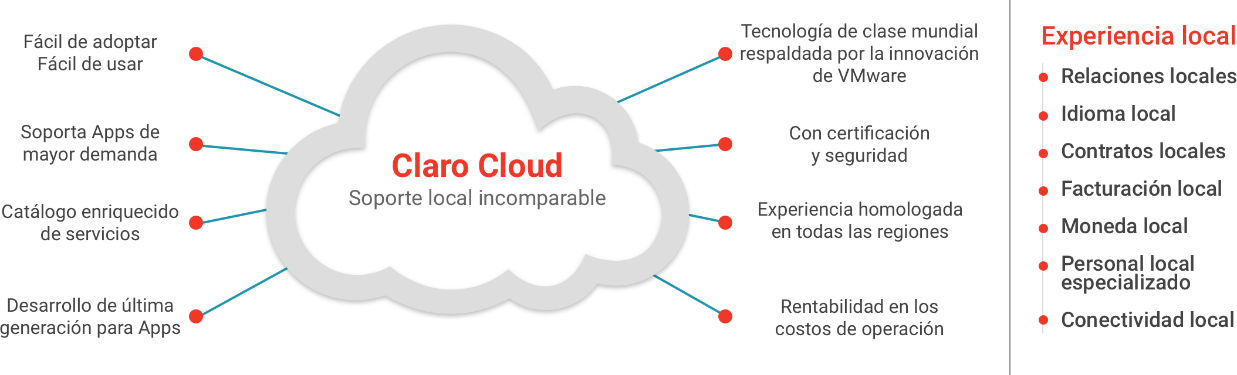 Fácil de adoptar
Fácil de usar
Soporta Apps de
mayor demanda
Catálogo enriquecido
de servicios
Desarrollo de última
generación para Apps
Claro Cloud
Soporte local incomparable
Tecnología de clase mundial
respaldada por la innovación
de VMware
Con certificación
y seguridad
Experiencia homologada
en todas las regiones
Rentabilidad en los
costos de operación
Experiencia local
Relaciones locales
Idioma local
Contratos locales
Facturación local
Moneda local
Personal local
especializado
Conectividad local